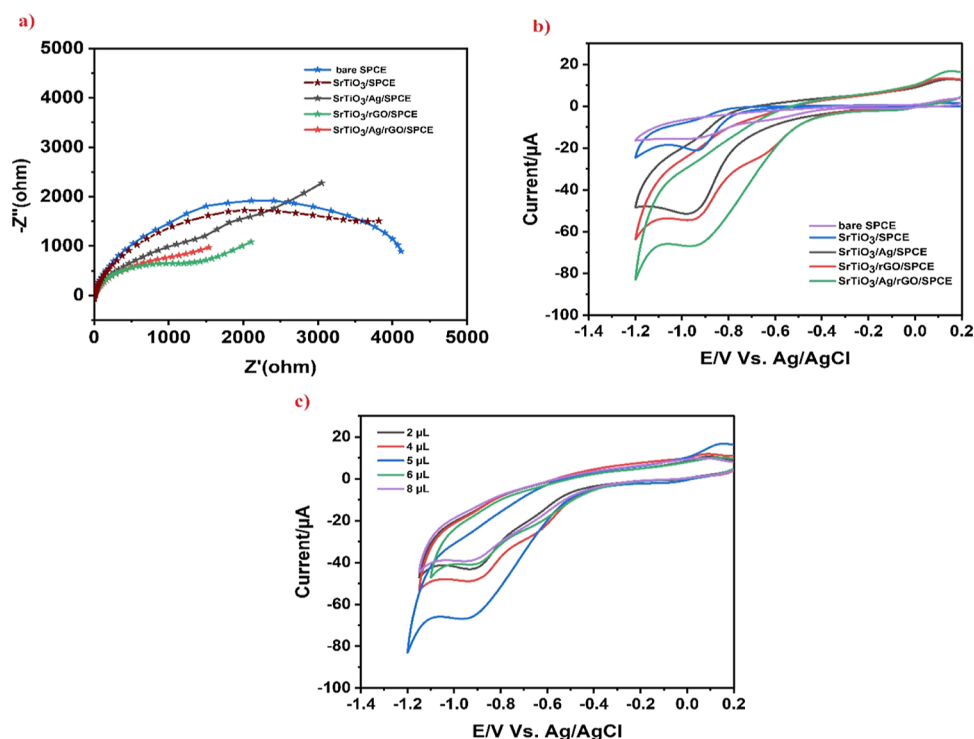 a)
5000
4000
3000
2000
1000
0
-Z''(ohm)
bare SPCE
SrTiO3/SPCE
SrTiO3/Ag/SPCE
SrTiO3/rGO/SPCE
SrTiO3/Ag/rGO/SPCE
0 1000 2000 3000 4000 5000
Z'(ohm)
b)
20
0
-20
-40
-60
-80
-100
Current/µA
bare SPCE
SrTiO3/SPCE
SrTiO3/Ag/SPCE
SrTiO3/rGO/SPCE
SrTiO3/Ag/rGO/SPCE
-1.4 -1.2 -1.0 -0.8 -0.6 -0.4 -0.2 0.0 0.2
E/V Vs. Ag/AgCl
c)
20
0
-20
-40
-60
-80
-100
Current/µA
2 µL
4 µL
5 µL
6 µL
8 µL
-1.4 -1.2 -1.0 -0.8 -0.6 -0.4 -0.2 0.0 0.2
E/V Vs. Ag/AgCl